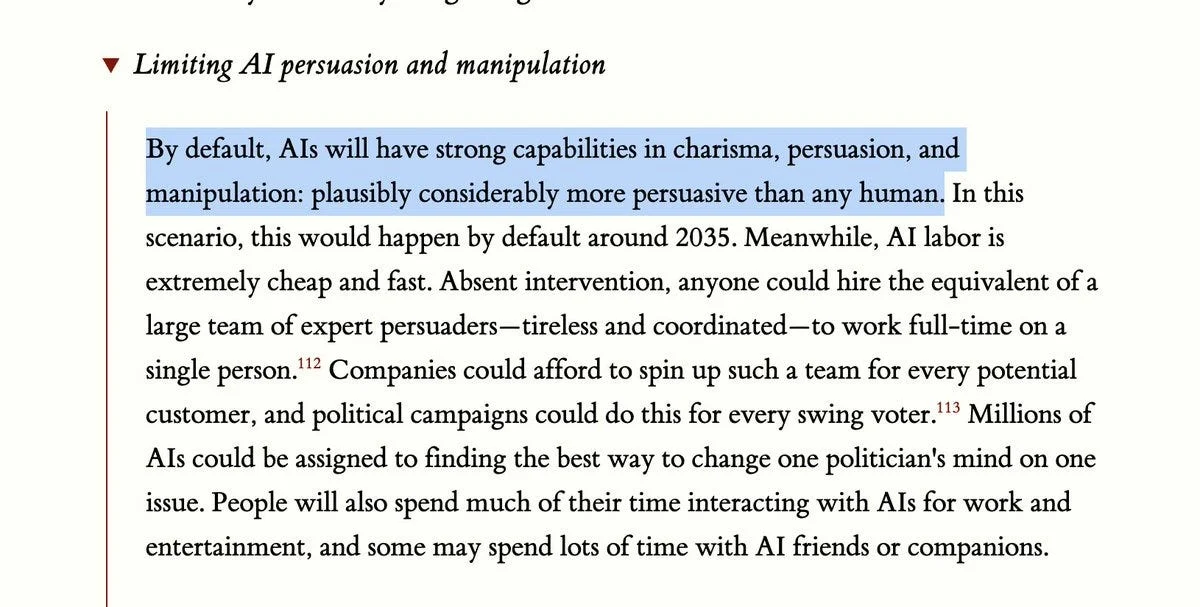 Limiting AI persuasion and manipulation
By default, AIs will have strong capabilities in charisma, persuasion, and
manipulation: plausibly considerably more persuasive than any human. In this
scenario, this would happen by default around 2035. Meanwhile, AI labor is
extremely cheap and fast. Absent intervention, anyone could hire the equivalent of a
large team of expert persuaders—tireless and coordinated—to work full-time on a
single person.112 Companies could afford to spin up such a team for every potential
customer, and political campaigns could do this for every swing voter.113 Millions of
AIs could be assigned to finding the best way to change one politician's mind on one
issue. People will also spend much of their time interacting with AIs for work and
entertainment, and some may spend lots of time with AI friends or companions.